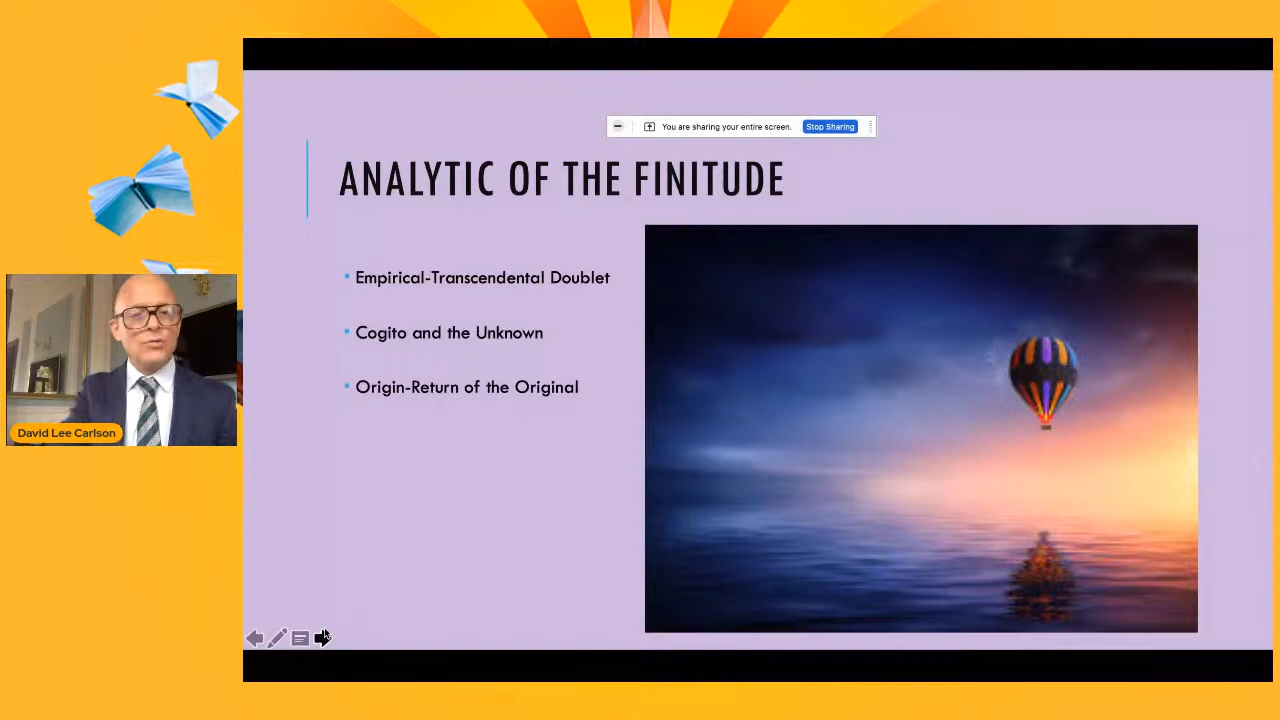 You are sharing your entire screen. Stop Sharing
ANALYTIC OF THE FINITUDE
Empirical-Transcendental Doublet
Cogito and the Unknown
Origin-Return of the Original
David Lee Carlson